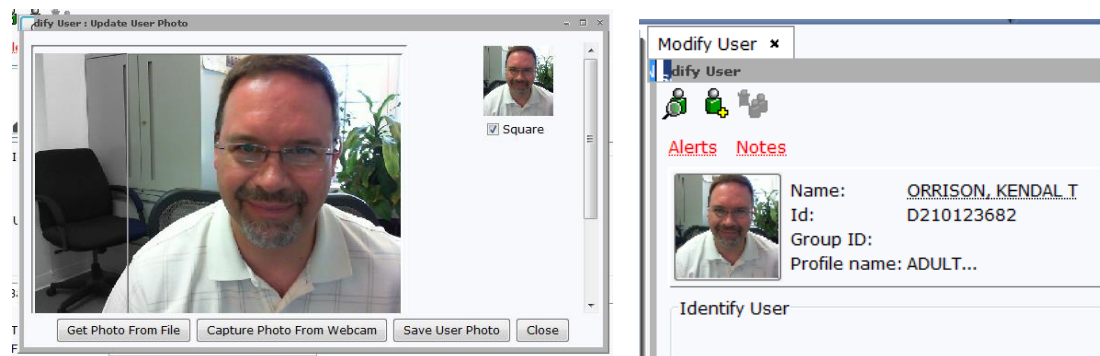 dify User : Update User Photo
Square
Get Photo From File
Capture Photo From Webcam
Save User Photo
Close
Modify User ×
dify User
Alerts Notes
Name: ORRISON, KENDAL T
Id: D210123682
Group ID:
Profile name: ADULT...
Identify User